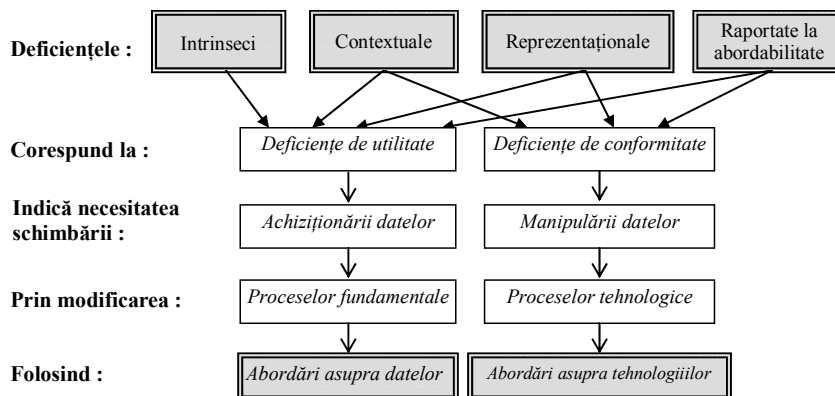 Deficiențele :
Intrinseci
Contextuale
Reprezentaționale
Raportate la
abordabilitate
Corespund la :
Deficiențe de utilitate
Deficiențe de conformitate
Indică necesitatea
schimbării :
Achiziționării datelor
Manipulării datelor
Prin modificarea :
Proceselor fundamentale
Proceselor tehnologice
Folosind :
Abordări asupra datelor
Abordări asupra tehnologiiilor